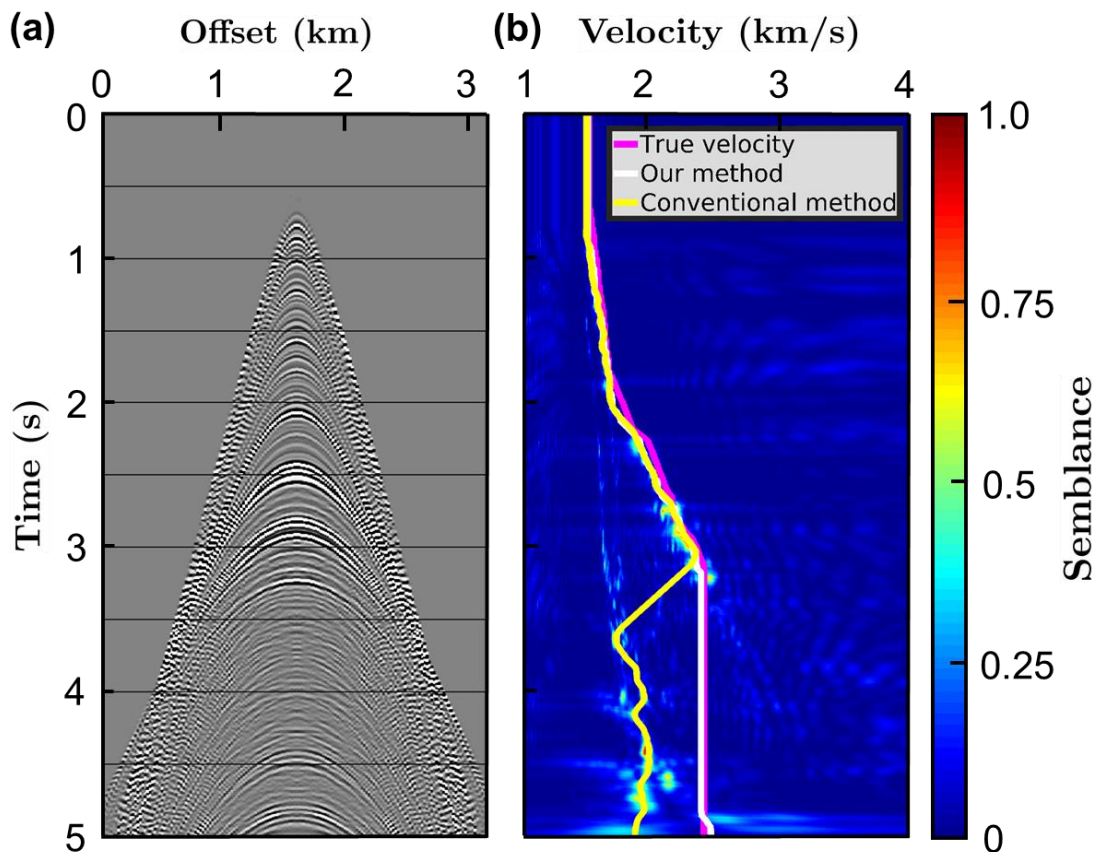 (a) Offset (km)
0 1 2 3
Time (s)
0
1
2
3
4
5
(b) Velocity (km/s)
1 2 3 4
True velocity
Our method
Conventional method
1.0
0.75
0.5
0.25
0
Semblance